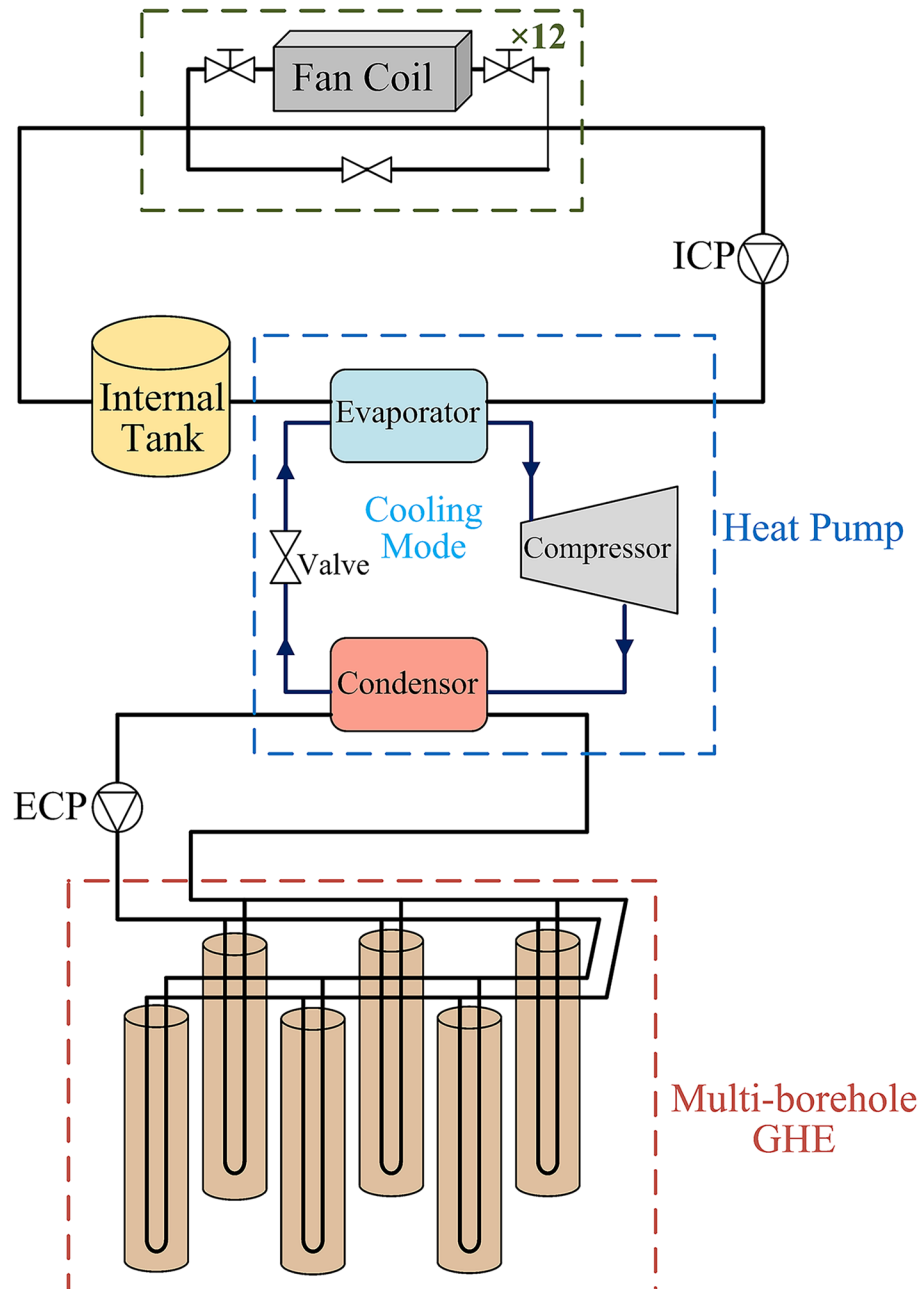 ×12
Fan Coil
ICP
Internal
Tank
Evaporator
Cooling
Mode
Compressor
Heat Pump
Valve
Condensor
ECP
Multi-borehole
GHE